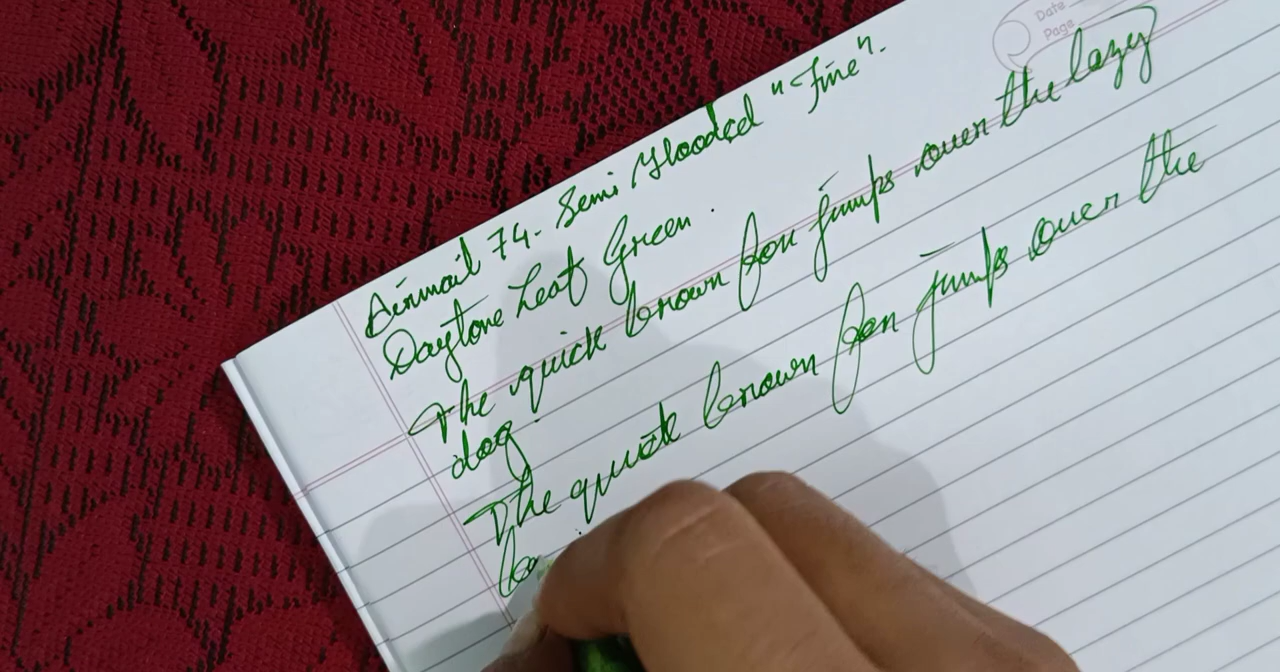 Date
Page
Airmail 74 - Semi Hooded "Fine".
Daytone Leaf Green.
The quick brown fox jumps over the lazy
dog.
The quick brown fox jumps over the